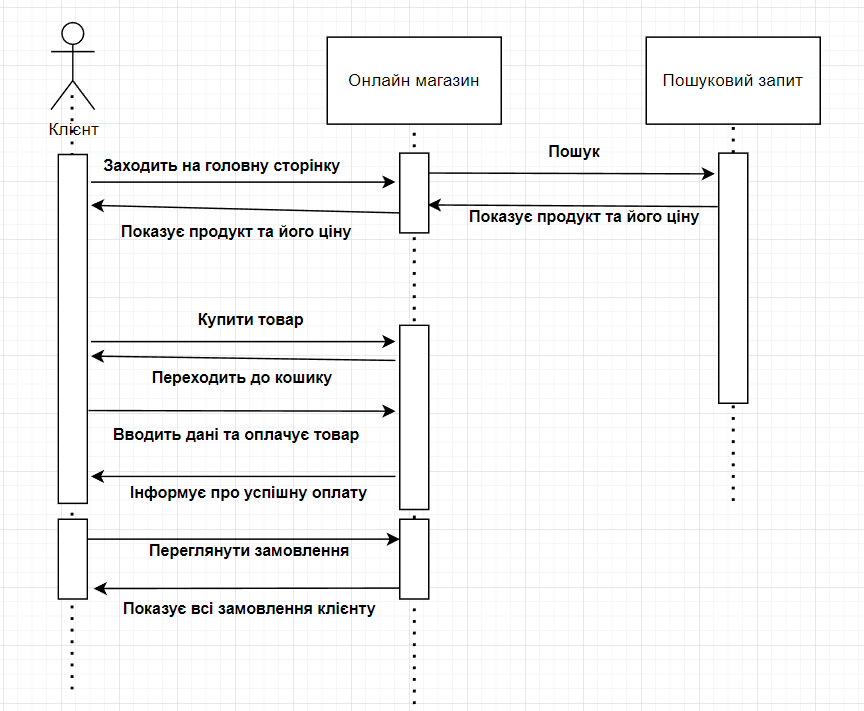 Онлайн магазин
Пошуковий запит
Клієнт
Заходить на головну сторінку
Пошук
Показує продукт та його ціну
Показує продукт та його ціну
Купити товар
Переходить до кошику
Вводить дані та оплачує товар
Інформує про успішну оплату
Переглянути замовлення
Показує всі замовлення клієнту